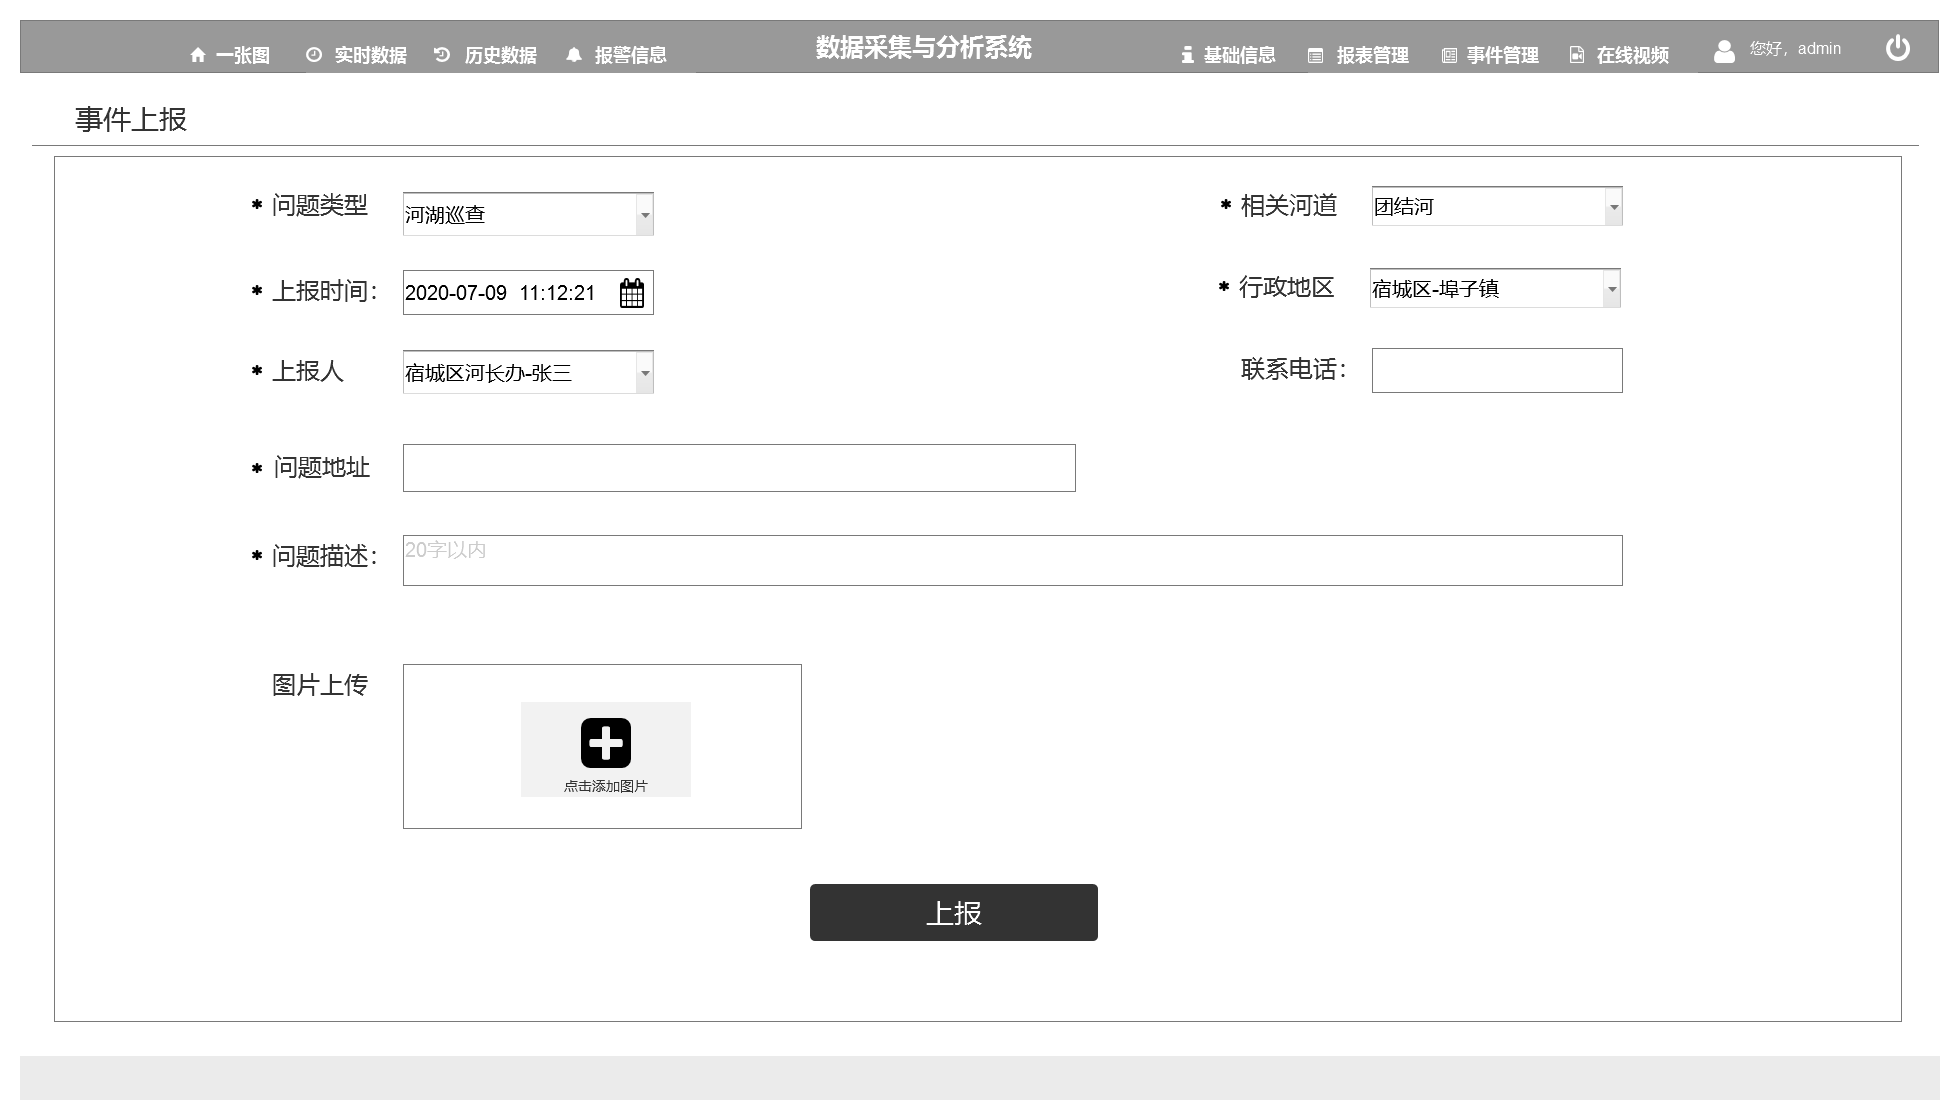 一张图 实时数据 历史数据 报警信息 数据采集与分析系统 基础信息 报表管理 事件管理 在线视频 您好，admin
事件上报
* 问题类型 河湖巡查 * 相关河道 团结河
* 上报时间： 2020-07-09 11:12:21 * 行政地区 宿城区-埠子镇
* 上报人 宿城区河长办-张三 联系电话：
* 问题地址
* 问题描述： 20字以内
图片上传
点击添加图片
上报